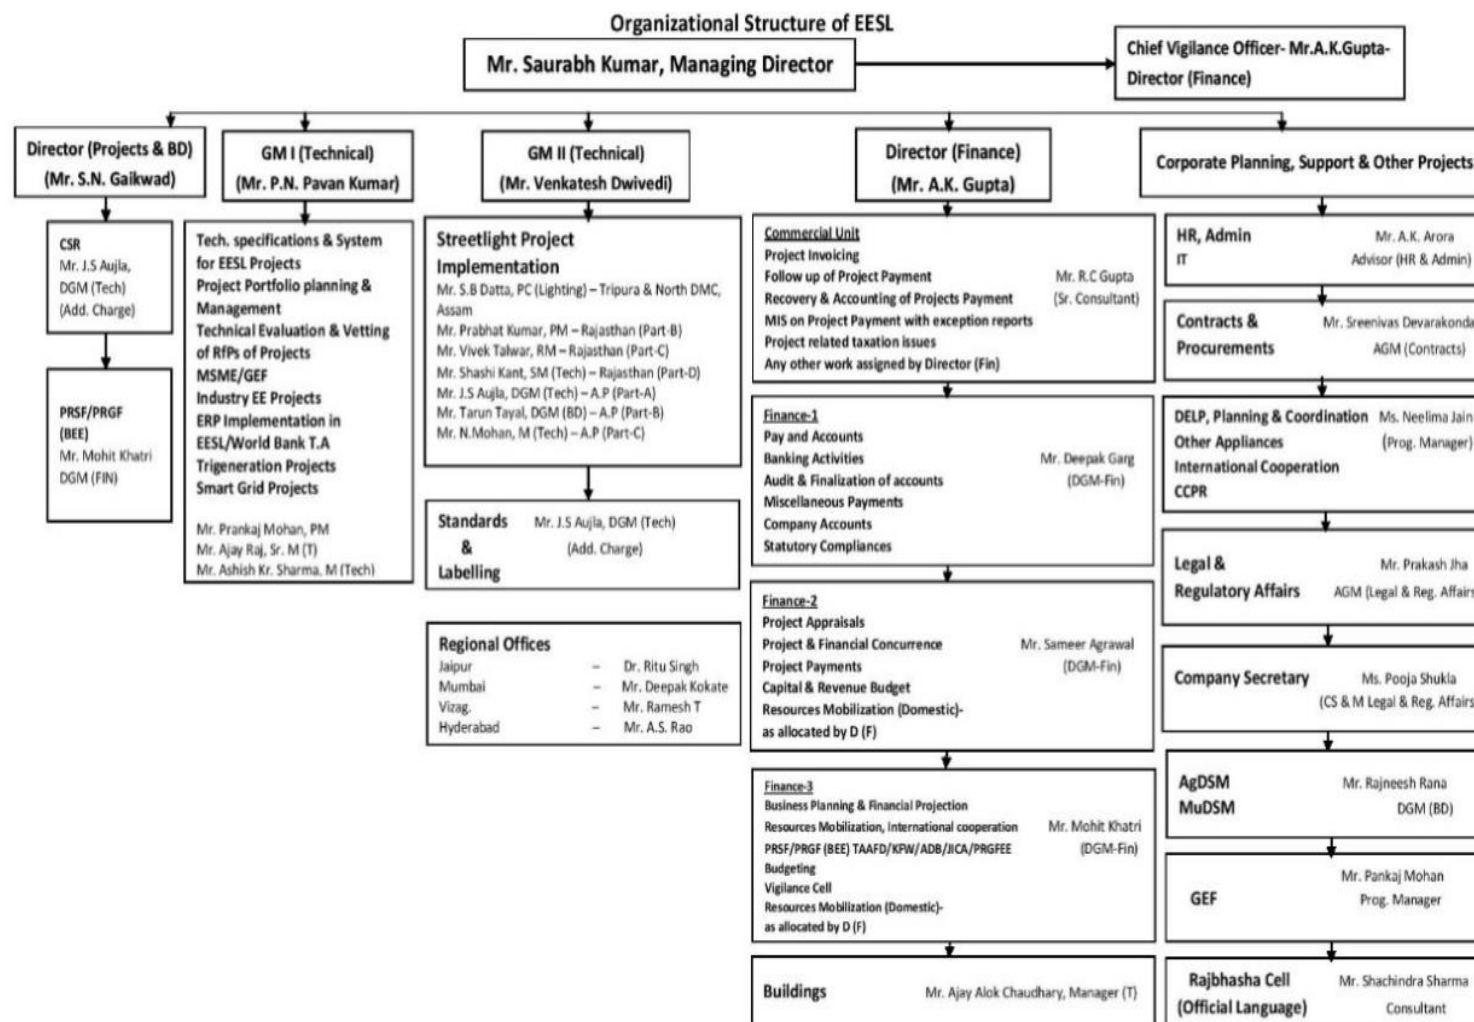 Organizational Structure of EESL
Mr. Saurabh Kumar, Managing Director
Chief Vigilance Officer- Mr.A.K.Gupta-
Director (Finance)
Director (Projects & BD)
(Mr. S.N. Gaikwad)
GM I (Technical)
(Mr. P.N. Pavan Kumar)
GM II (Technical)
(Mr. Venkatesh Dwivedi)
Director (Finance)
(Mr. A.K. Gupta)
Corporate Planning, Support & Other Projects
CSR
Mr. J.S Aujla,
DGM (Tech)
(Add. Charge)
PRSF/PRGF
(BEE)
Mr. Mohit Khatri
DGM (FIN)
Tech. specifications & System
for EESL Projects
Project Portfolio planning &
Management
Technical Evaluation & Vetting
of RfPs of Projects
MSME/GEF
Industry EE Projects
ERP Implementation in
EESL/World Bank T.A
Trigeneration Projects
Smart Grid Projects
Mr. Prankaj Mohan, PM
Mr. Ajay Raj, Sr. M (T)
Mr. Ashish Kr. Sharma. M (Tech)
Streetlight Project
Implementation
Mr. S.B Datta, PC (Lighting) – Tripura & North DMC,
Assam
Mr. Prabhat Kumar, PM – Rajasthan (Part-B)
Mr. Vivek Talwar, RM – Rajasthan (Part-C)
Mr. Shashi Kant, SM (Tech) – Rajasthan (Part-D)
Mr. J.S Aujla, DGM (Tech) – A.P (Part-A)
Mr. Tarun Tayal, DGM (BD) – A.P (Part-B)
Mr. N.Mohan, M (Tech) – A.P (Part-C)
Standards Mr. J.S Aujla, DGM (Tech)
& (Add. Charge)
Labelling
Regional Offices
Jaipur – Dr. Ritu Singh
Mumbai – Mr. Deepak Kokate
Vizag. – Mr. Ramesh T
Hyderabad – Mr. A.S. Rao
Commercial Unit
Project Invoicing
Follow up of Project Payment Mr. R.C Gupta
Recovery & Accounting of Projects Payment (Sr. Consultant)
MIS on Project Payment with exception reports
Project related taxation issues
Any other work assigned by Director (Fin)
Finance-1
Pay and Accounts
Banking Activities Mr. Deepak Garg
Audit & Finalization of accounts (DGM-Fin)
Miscellaneous Payments
Company Accounts
Statutory Compliances
Finance-2
Project Appraisals
Project & Financial Concurrence Mr. Sameer Agrawal
Project Payments (DGM-Fin)
Capital & Revenue Budget
Resources Mobilization (Domestic)-
as allocated by D (F)
Finance-3
Business Planning & Financial Projection
Resources Mobilization, International cooperation Mr. Mohit Khatri
PRSF/PRGF (BEE) TAAFD/KFW/ADB/JICA/PRGFEE (DGM-Fin)
Budgeting
Vigilance Cell
Resources Mobilization (Domestic)-
as allocated by D (F)
Buildings Mr. Ajay Alok Chaudhary, Manager (T)
HR, Admin Mr. A.K. Arora
IT Advisor (HR & Admin)
Contracts & Mr. Sreenivas Devarakonda
Procurements AGM (Contracts)
DELP, Planning & Coordination Ms. Neelima Jain
Other Appliances (Prog. Manager)
International Cooperation
CCPR
Legal & Mr. Prakash Jha
Regulatory Affairs AGM (Legal & Reg. Affairs
Company Secretary Ms. Pooja Shukla
(CS & M Legal & Reg. Affairs
AgDSM Mr. Rajneesh Rana
MuDSM DGM (BD)
Mr. Pankaj Mohan
GEF Prog. Manager
Rajbhasha Cell Mr. Shachindra Sharma
(Official Language) Consultant